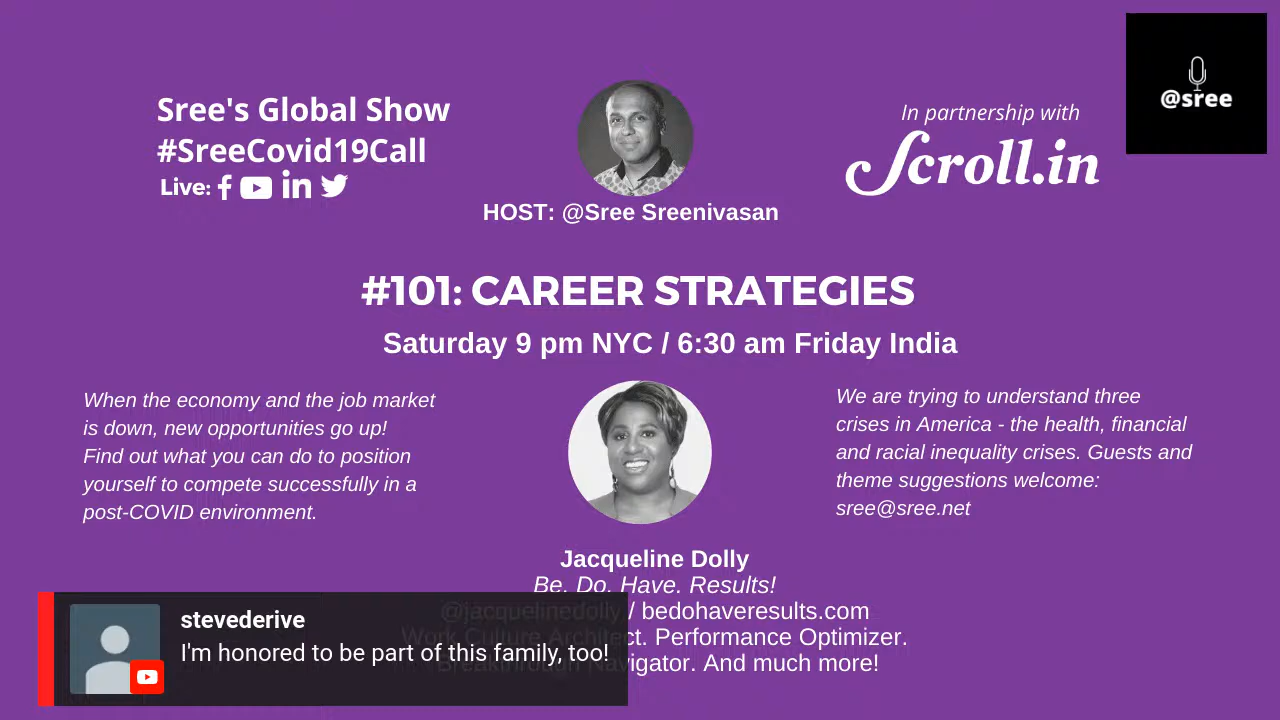 Sree's Global Show
#SreeCovid19Call
Live:
HOST: @Sree Sreenivasan
In partnership with
Scroll.in
@sree
#101: CAREER STRATEGIES
Saturday 9 pm NYC / 6:30 am Friday India
When the economy and the job market
is down, new opportunities go up!
Find out what you can do to position
yourself to compete successfully in a
post-COVID environment.
We are trying to understand three
crises in America - the health, financial
and racial inequality crises. Guests and
theme suggestions welcome:
sree@sree.net
Jacqueline Dolly
Be. Do. Have. Results!
@jacquelinedolly / bedohaveresults.com
Work Culture Architect. Performance Optimizer.
Breakthrough Navigator. And much more!
stevederive
I'm honored to be part of this family, too!